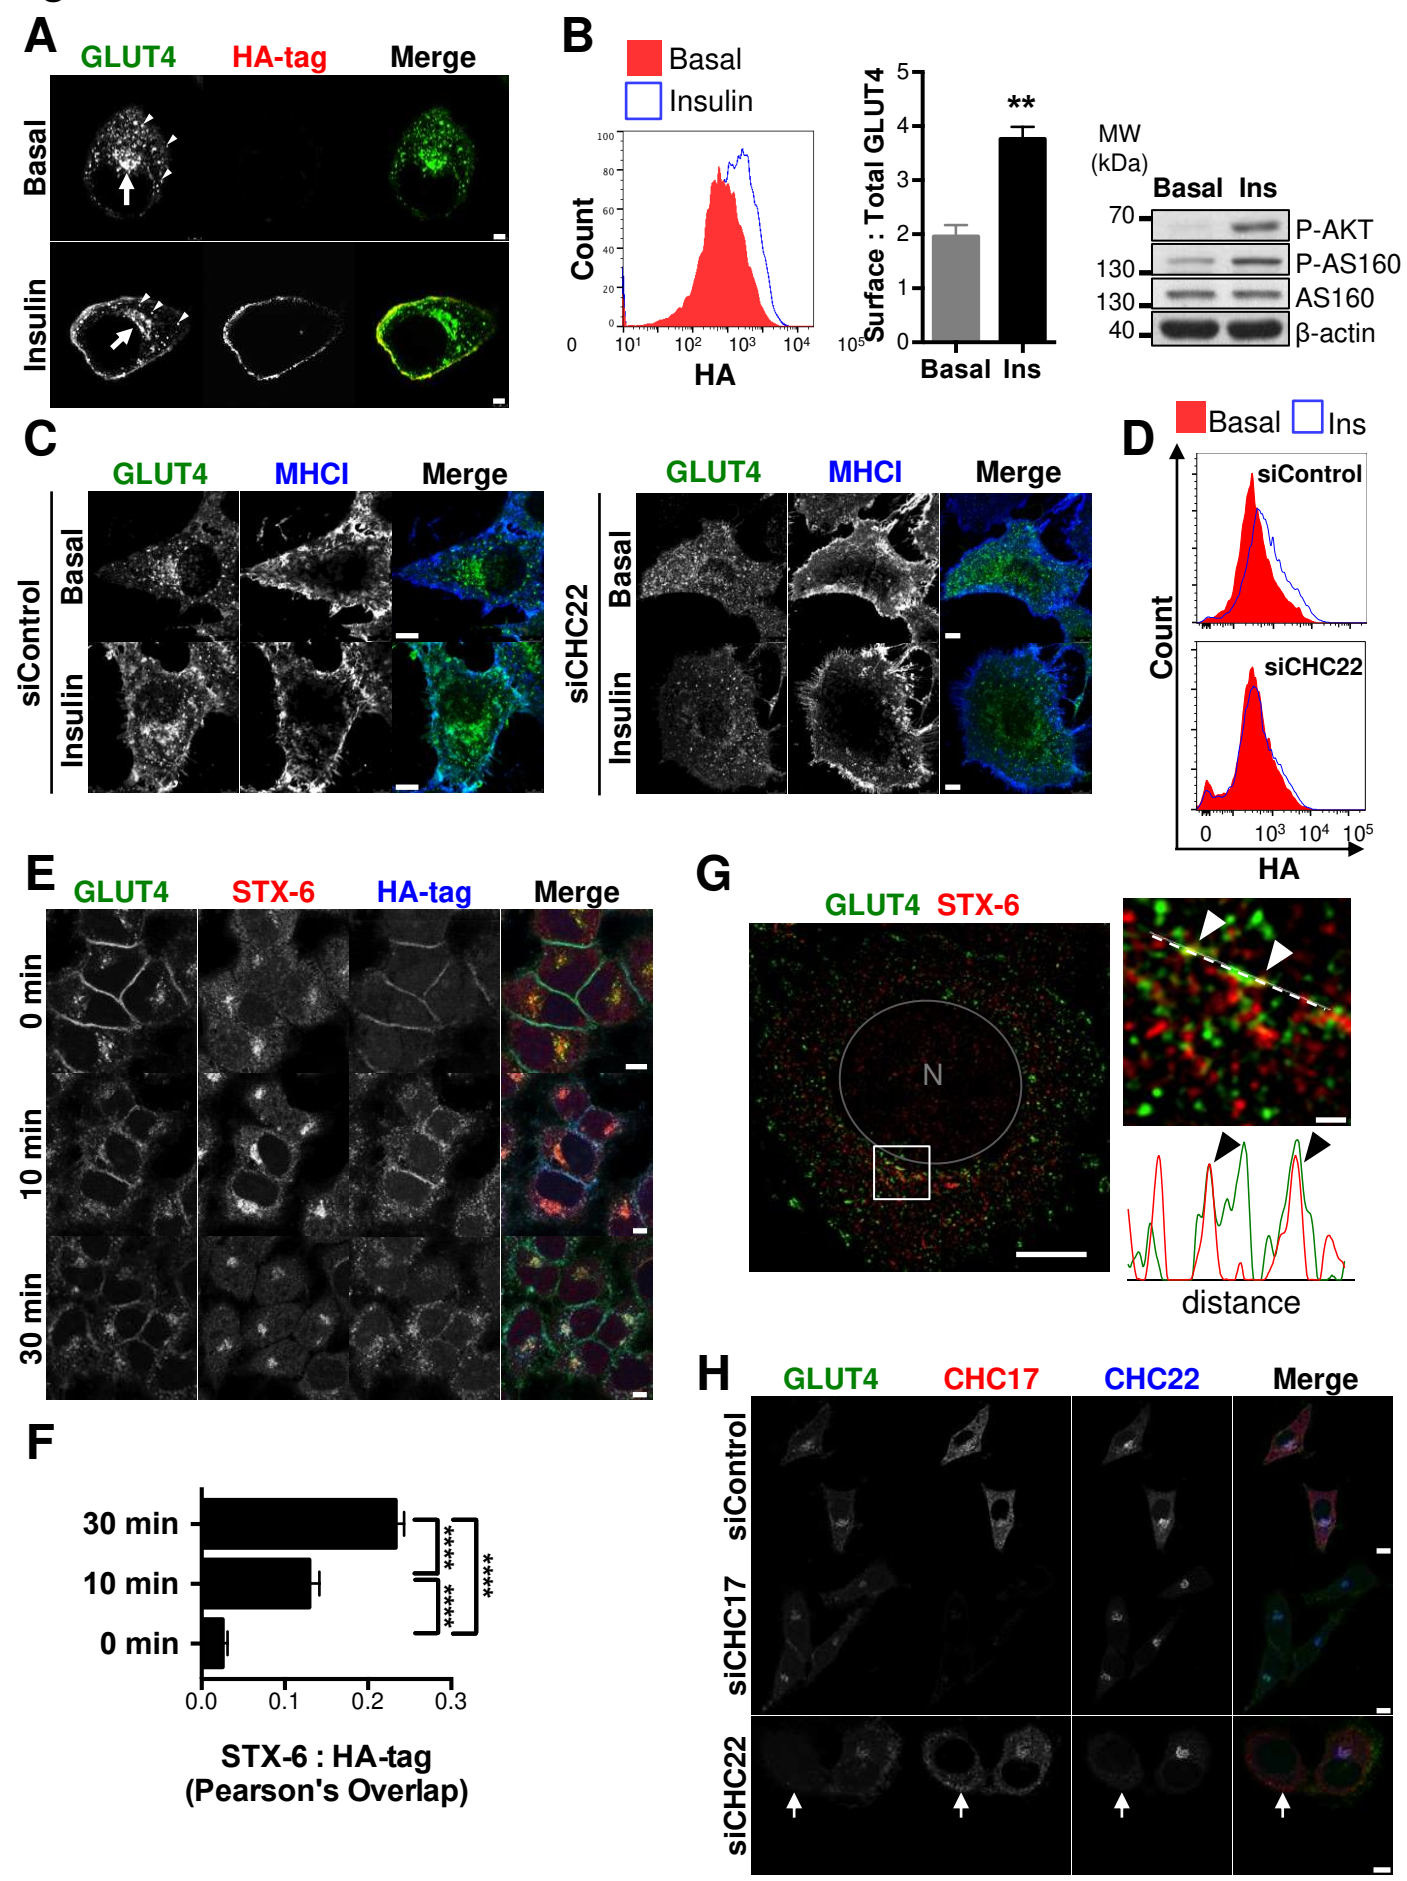 A
GLUT4 HA-tag Merge
Basal
Insulin
B
Basal
Insulin
Count
100
80
60
40
20
0
0 10¹ 10² 10³ 10⁴ 10⁵
HA
Surface : Total GLUT4
5
4
3
2
1
0
**
Basal Ins
MW
(kDa)
Basal Ins
70 P-AKT
130 P-AS160
130 AS160
40 β-actin
C
GLUT4 MHCI Merge
siControl
Basal
Insulin
GLUT4 MHCI Merge
siCHC22
Basal
Insulin
D
Basal Ins
siControl
siCHC22
Count
0 10³ 10⁴ 10⁵
HA
E
GLUT4 STX-6 HA-tag Merge
0 min
10 min
30 min
F
30 min
10 min
0 min
****
****
****
0.0 0.1 0.2 0.3
STX-6 : HA-tag
(Pearson's Overlap)
G
GLUT4 STX-6
N
distance
H
GLUT4 CHC17 CHC22 Merge
siControl
siCHC17
siCHC22